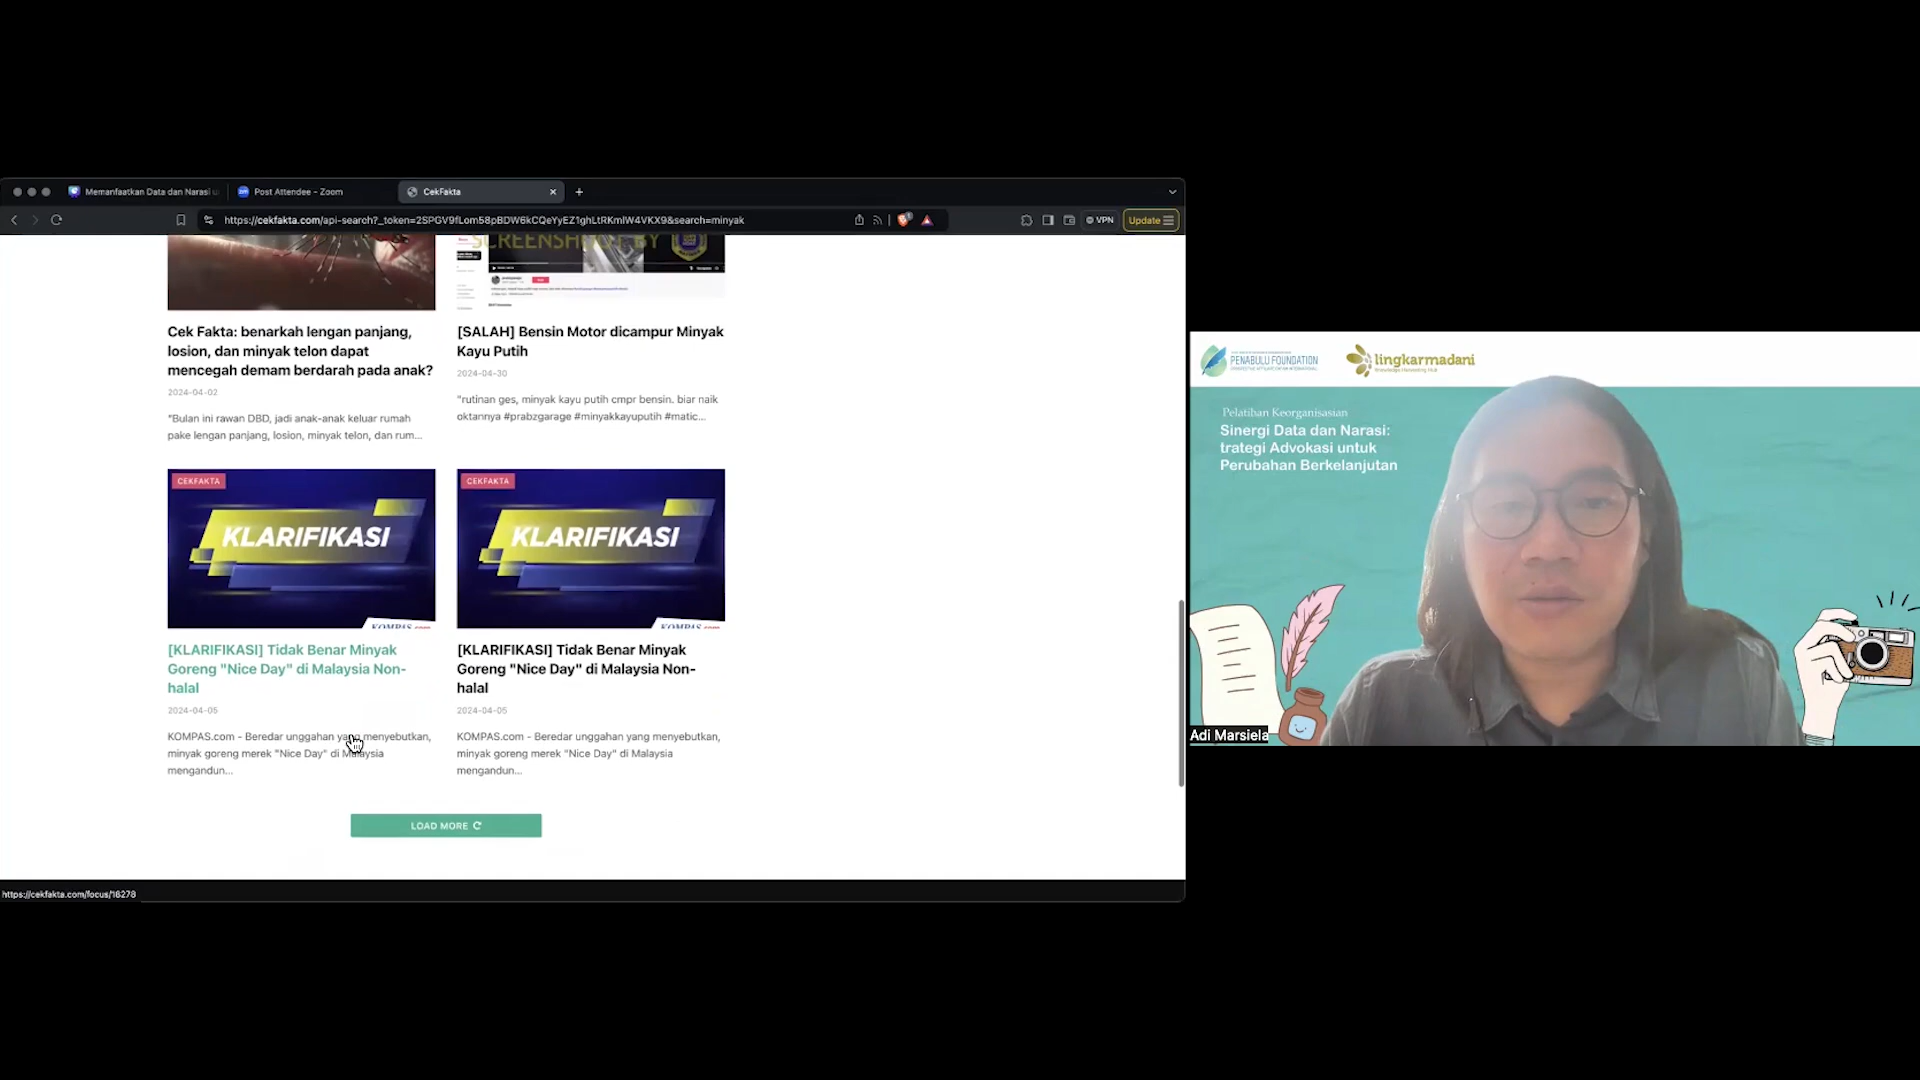 Memanfaatkan Data dan Narasi u
Post Attendee - Zoom
CekFakta
https://cekfakta.com/api-search?_token=2SPGV9fLom58pBDW6kCQeYyEZ1ghLtRKmIW4VKX9&search=minyak
VPN
Update
SCREENSHOOT BY
Cek Fakta: benarkah lengan panjang,
losion, dan minyak telon dapat
mencegah demam berdarah pada anak?
2024-04-02
"Bulan ini rawan DBD, jadi anak-anak keluar rumah
pake lengan panjang, losion, minyak telon, dan rum...
[SALAH] Bensin Motor dicampur Minyak
Kayu Putih
2024-04-30
"rutinan ges, minyak kayu putih cmpr bensin. biar naik
oktannya #prabzgarage #minyakkayuputih #matic...
CEKFAKTA
KLARIFIKASI
KOMPAS.com
[KLARIFIKASI] Tidak Benar Minyak
Goreng "Nice Day" di Malaysia Non-
halal
2024-04-05
KOMPAS.com - Beredar unggahan yang menyebutkan,
minyak goreng merek "Nice Day" di Malaysia
mengandun...
CEKFAKTA
KLARIFIKASI
KOMPAS.com
[KLARIFIKASI] Tidak Benar Minyak
Goreng "Nice Day" di Malaysia Non-
halal
2024-04-05
KOMPAS.com - Beredar unggahan yang menyebutkan,
minyak goreng merek "Nice Day" di Malaysia
mengandun...
LOAD MORE
https://cekfakta.com/focus/18278
PENABULU FOUNDATION
lingkarmadani
Pelatihan Keorganisasian
Sinergi Data dan Narasi:
trategi Advokasi untuk
Perubahan Berkelanjutan
Adi Marsiela